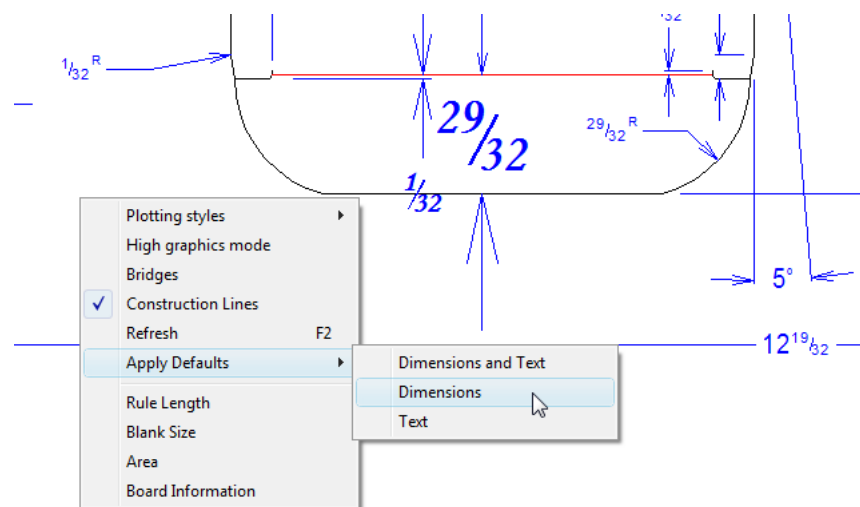 /32
1/32 R
29/32
29/32 R
1/32
5°
12 19/32
Plotting styles
High graphics mode
Bridges
Construction Lines
Refresh F2
Apply Defaults
Rule Length
Blank Size
Area
Board Information
Dimensions and Text
Dimensions
Text